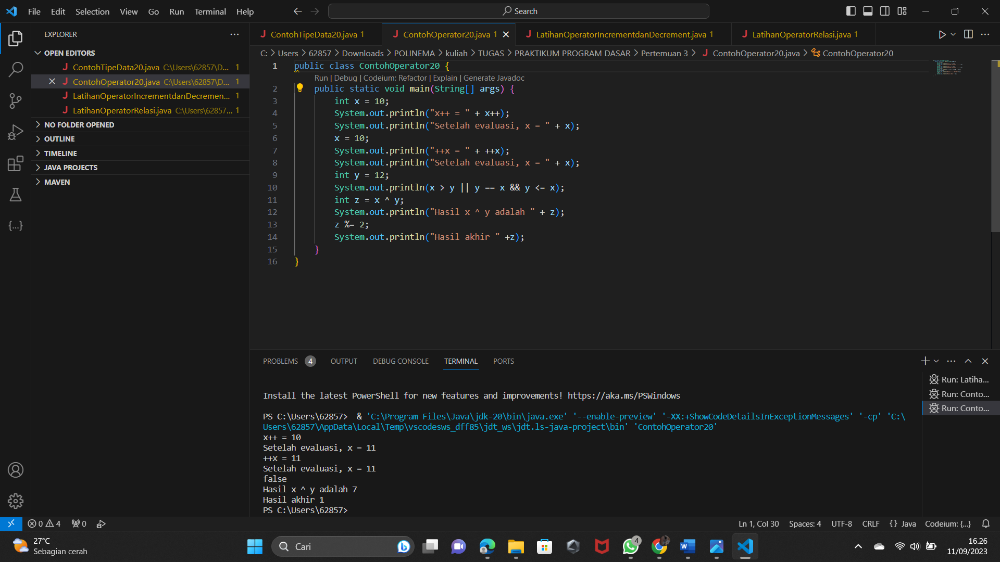 File Edit Selection View Go Run Terminal Help
Search
EXPLORER
OPEN EDITORS
ContohTipeData20.java C:\Users\62857\D... 1
ContohOperator20.java C:\Users\62857\D... 1
LatihanOperatorIncrementdanDecremen... 1
LatihanOperatorRelasi.java C:\Users\62857... 1
NO FOLDER OPENED
OUTLINE
TIMELINE
JAVA PROJECTS
MAVEN
ContohTipeData20.java 1 ContohOperator20.java 1 LatihanOperatorIncrementdanDecrement.java 1 LatihanOperatorRelasi.java 1
C: > Users > 62857 > Downloads > POLINEMA > kuliah > TUGAS > PRAKTIKUM PROGRAM DASAR > Pertemuan 3 > J ContohOperator20.java > ContohOperator20
1 public class ContohOperator20 {
Run | Debug | Codeium: Refactor | Explain | Generate Javadoc
2 public static void main(String[] args) {
3 int x = 10;
4 System.out.println("x++ = " + x++);
5 System.out.println("Setelah evaluasi, x = " + x);
6 x = 10;
7 System.out.println("++x = " + ++x);
8 System.out.println("Setelah evaluasi, x = " + x);
9 int y = 12;
10 System.out.println(x > y || y == x && y <= x);
11 int z = x ^ y;
12 System.out.println("Hasil x ^ y adalah " + z);
13 z %= 2;
14 System.out.println("Hasil akhir " +z);
15 }
16 }
PROBLEMS 4 OUTPUT DEBUG CONSOLE TERMINAL PORTS
Install the latest PowerShell for new features and improvements! https://aka.ms/PSWindows
PS C:\Users\62857> & 'C:\Program Files\Java\jdk-20\bin\java.exe' '--enable-preview' '-XX:+ShowCodeDetailsInExceptionMessages' '-cp' 'C:\
Users\62857\AppData\Local\Temp\vscodesws_dff85\jdt_ws\jdt.ls-java-project\bin' 'ContohOperator20'
x++ = 10
Setelah evaluasi, x = 11
++x = 11
Setelah evaluasi, x = 11
false
Hasil x ^ y adalah 7
Hasil akhir 1
PS C:\Users\62857>
Run: Latiha...
Run: Conto...
Run: Conto...
0 4 0
Ln 1, Col 30 Spaces: 4 UTF-8 CRLF {} Java Codeium: {...}
27°C
Sebagian cerah
Cari
4
16.26
11/09/2023